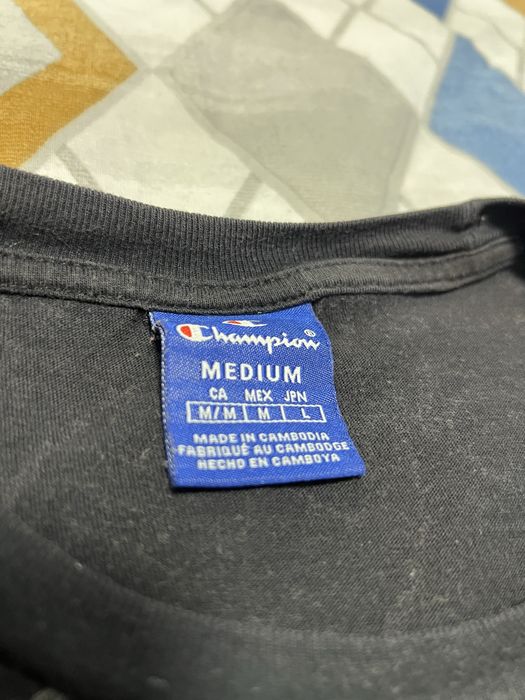 Champion®
MEDIUM
CA MEX JPN
M/M M L
MADE IN CAMBODIA
FABRIQUÉ AU CAMBODGE
HECHO EN CAMBOYA